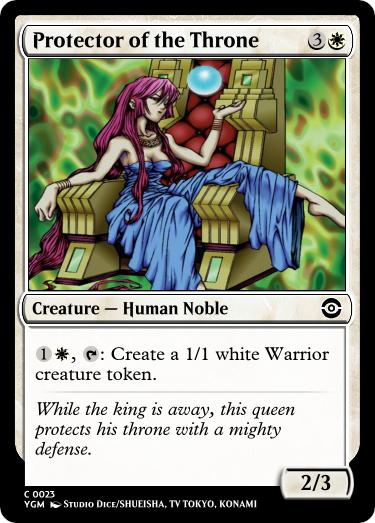 Protector of the Throne 3
Creature — Human Noble
1, : Create a 1/1 white Warrior
creature token.
While the king is away, this queen
protects his throne with a mighty
defense.
2/3
C 0023
YGM Studio Dice/SHUEISHA, TV TOKYO, KONAMI